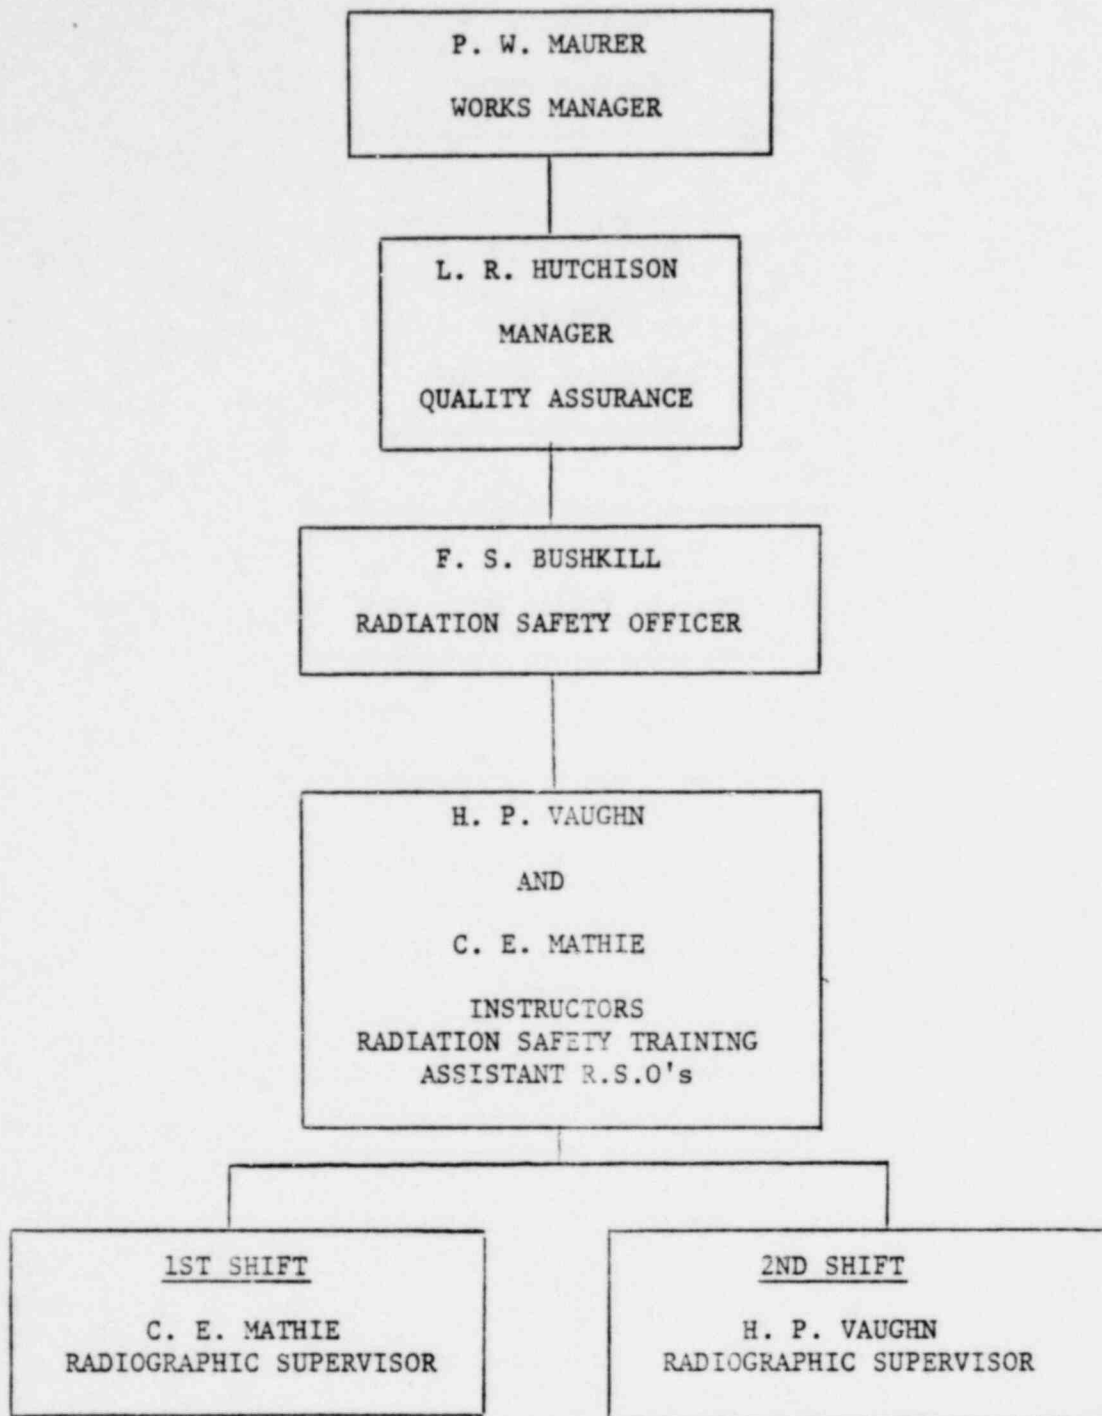 P. W. MAURER
WORKS MANAGER
L. R. HUTCHISON
MANAGER
QUALITY ASSURANCE
F. S. BUSHKILL
RADIATION SAFETY OFFICER
H. P. VAUGHN
AND
C. E. MATHIE
INSTRUCTORS
RADIATION SAFETY TRAINING
ASSISTANT R.S.O's
1ST SHIFT
C. E. MATHIE
RADIOGRAPHIC SUPERVISOR
2ND SHIFT
H. P. VAUGHN
RADIOGRAPHIC SUPERVISOR